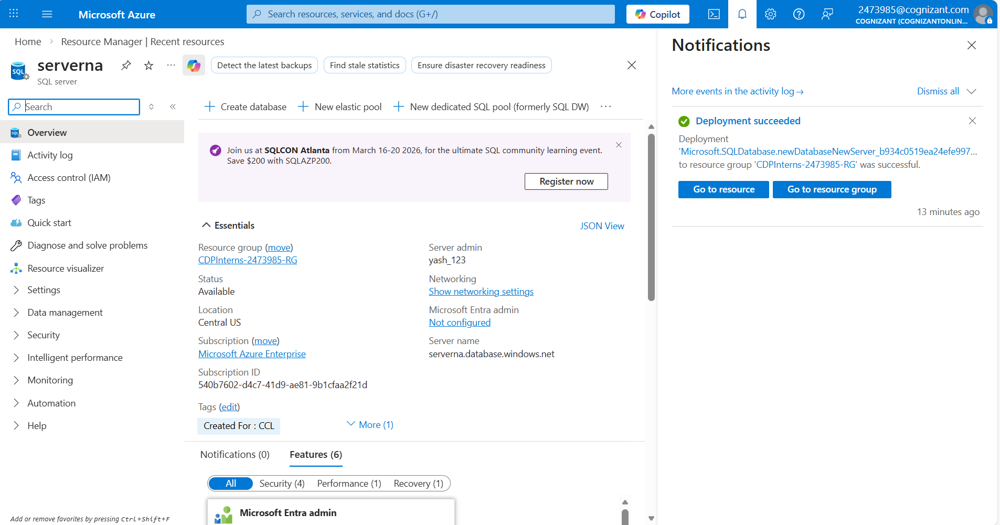 Microsoft Azure
Search resources, services, and docs (G+/)
Copilot
2473985@cognizant.com
COGNIZANT (COGNIZANTONLIN...
Home > Resource Manager | Recent resources
serverna
SQL server
Detect the latest backups
Find stale statistics
Ensure disaster recovery readiness
Search
Overview
Activity log
Access control (IAM)
Tags
Quick start
Diagnose and solve problems
Resource visualizer
Settings
Data management
Security
Intelligent performance
Monitoring
Automation
Help
Add or remove favorites by pressing Ctrl+Shift+F
Create database
New elastic pool
New dedicated SQL pool (formerly SQL DW)
Join us at SQLCON Atlanta from March 16-20 2026, for the ultimate SQL community learning event.
Save $200 with SQLAZP200.
Register now
Essentials
JSON View
Resource group (move)
CDPInterns-2473985-RG
Status
Available
Location
Central US
Subscription (move)
Microsoft Azure Enterprise
Subscription ID
540b7602-d4c7-41d9-ae81-9b1cfaa2f21d
Server admin
yash_123
Networking
Show networking settings
Microsoft Entra admin
Not configured
Server name
serverna.database.windows.net
Tags (edit)
Created For : CCL
More (1)
Notifications (0)
Features (6)
All
Security (4)
Performance (1)
Recovery (1)
Microsoft Entra admin
Notifications
More events in the activity log →
Dismiss all
Deployment succeeded
Deployment
'Microsoft.SQLDatabase.newDatabaseNewServer_b934c0519ea24efe997...
to resource group 'CDPInterns-2473985-RG' was successful.
Go to resource
Go to resource group
13 minutes ago